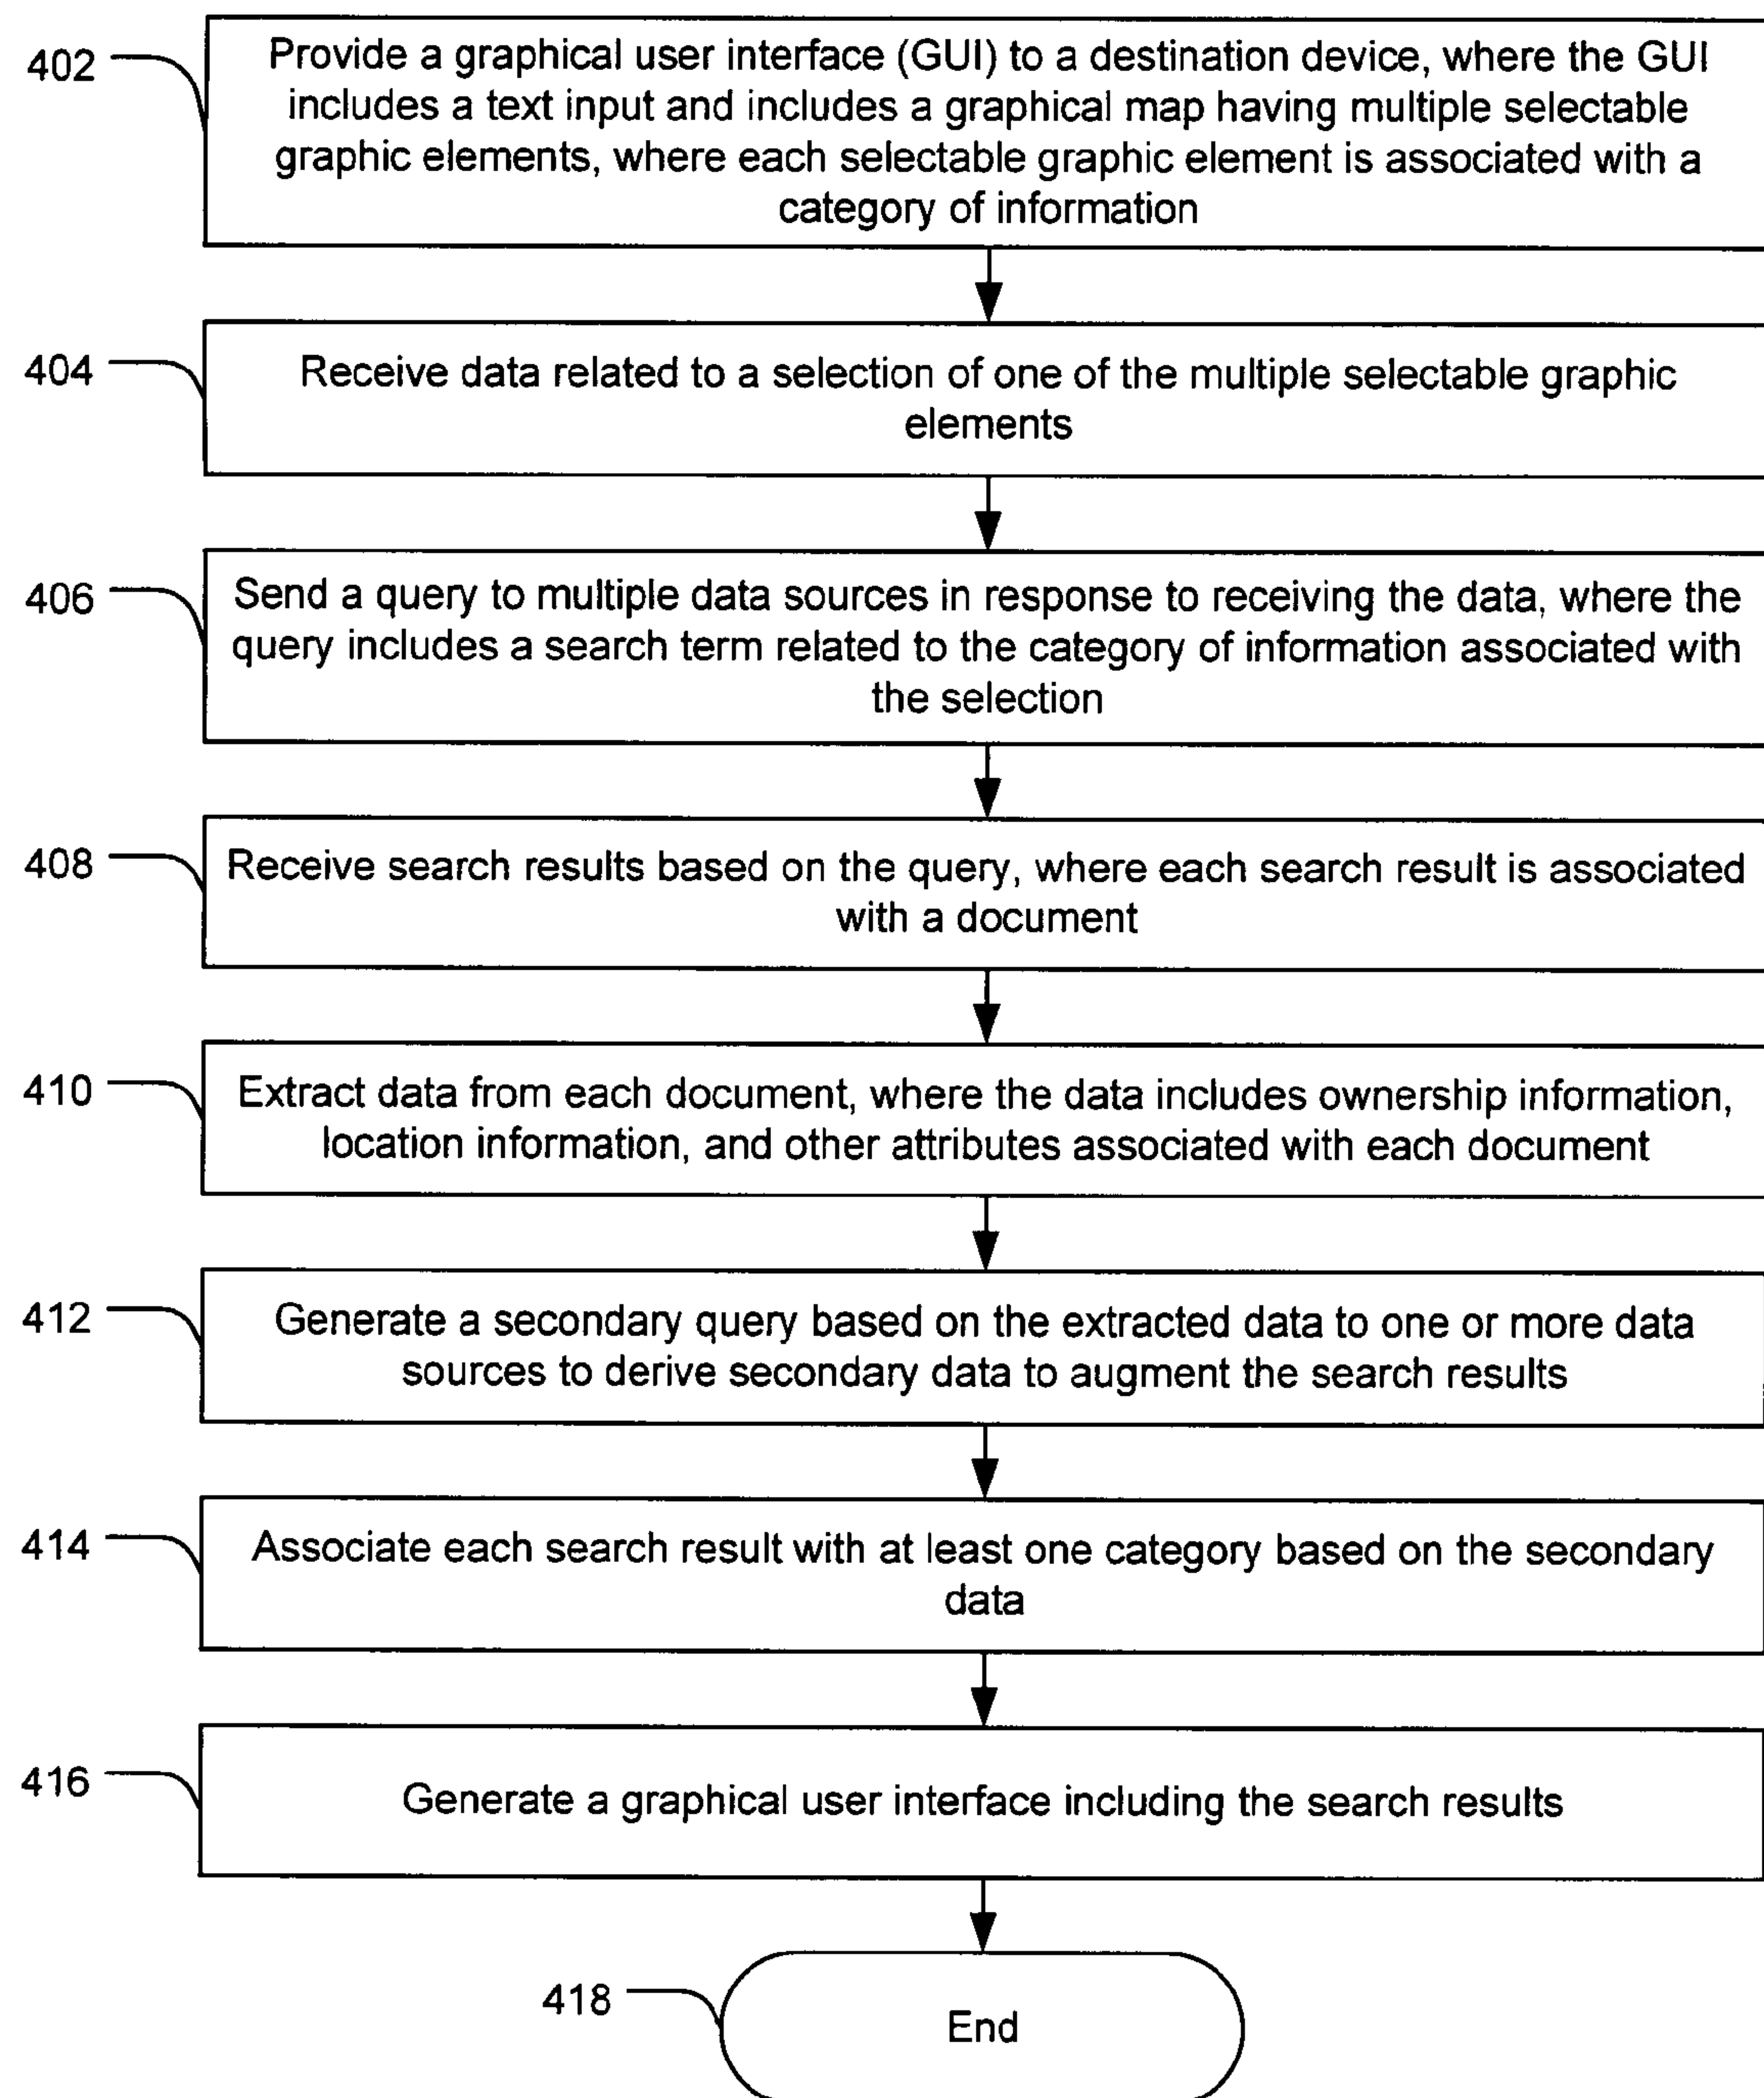 402
Provide a graphical user interface (GUI) to a destination device, where the GUI
includes a text input and includes a graphical map having multiple selectable
graphic elements, where each selectable graphic element is associated with a
category of information
404
Receive data related to a selection of one of the multiple selectable graphic
elements
406
Send a query to multiple data sources in response to receiving the data, where the
query includes a search term related to the category of information associated with
the selection
408
Receive search results based on the query, where each search result is associated
with a document
410
Extract data from each document, where the data includes ownership information,
location information, and other attributes associated with each document
412
Generate a secondary query based on the extracted data to one or more data
sources to derive secondary data to augment the search results
414
Associate each search result with at least one category based on the secondary
data
416
Generate a graphical user interface including the search results
418
End